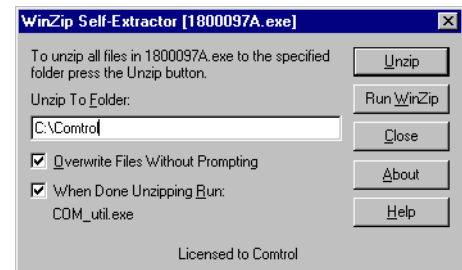 WinZip Self-Extractor [1800097A.exe]
To unzip all files in 1800097A.exe to the specified
folder press the Unzip button.
Unzip To Folder:
C:\Comtrol
Overwrite Files Without Prompting
When Done Unzipping Run:
COM_util.exe
Unzip
Run WinZip
Close
About
Help
Licensed to Comtrol